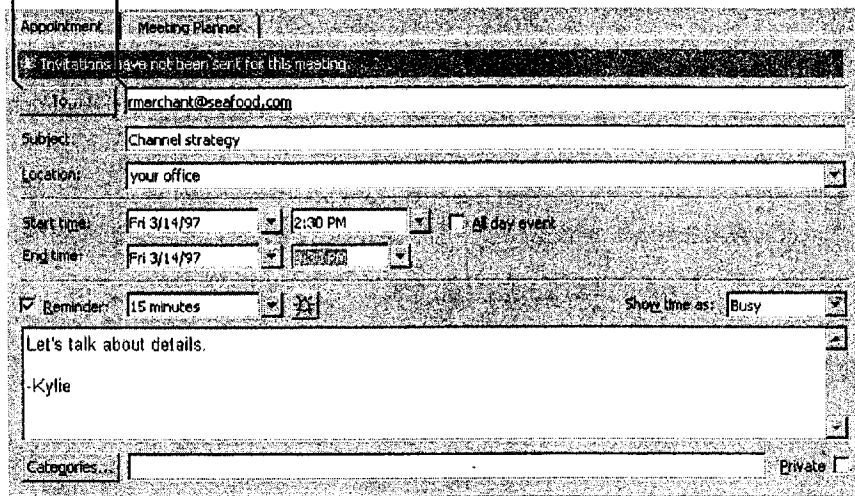 Appointment Meeting Planner
Invitations have not been sent for this meeting.
To... rmarchant@seafood.com
Subject: Channel strategy
Location: your office
Start time: Fri 3/14/97 2:30 PM All day event
End time: Fri 3/14/97
Reminder: 15 minutes Show time as: Busy
Let's talk about details.
-Kylie
Categories... Private